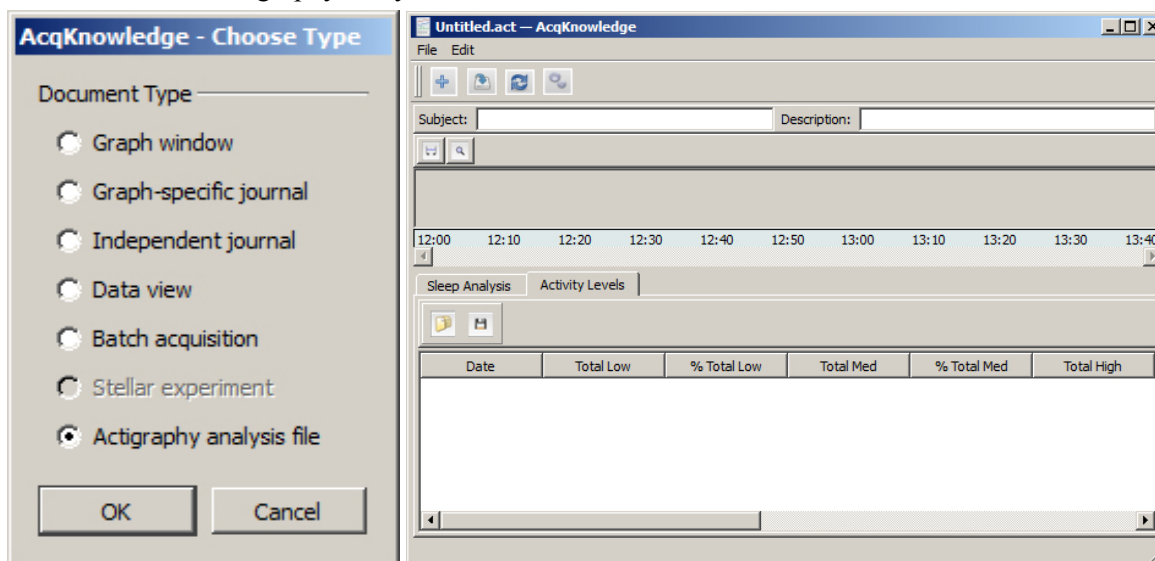 AcqKnowledge - Choose Type
Document Type
Graph window
Graph-specific journal
Independent journal
Data view
Batch acquisition
Stellar experiment
Actigraphy analysis file
OK Cancel
Untitled.act — AcqKnowledge
File Edit
Subject: Description:
12:00 12:10 12:20 12:30 12:40 12:50 13:00 13:10 13:20 13:30 13:40
Sleep Analysis Activity Levels
Date Total Low % Total Low Total Med % Total Med Total High